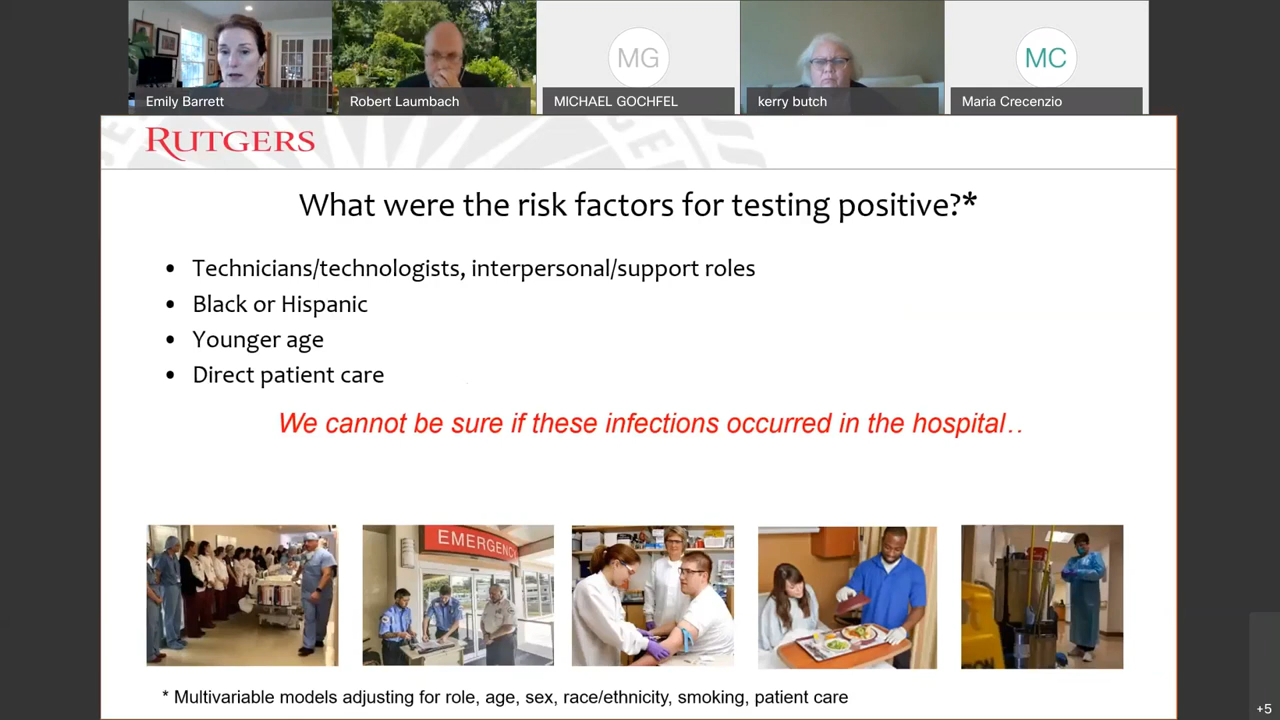 MG
MC
Emily Barrett
Robert Laumbach
MICHAEL GOCHFEL
kerry butch
Maria Crecenzio
RUTGERS
What were the risk factors for testing positive?*
• Technicians/technologists, interpersonal/support roles
• Black or Hispanic
• Younger age
• Direct patient care
We cannot be sure if these infections occurred in the hospital..
EMERGENCY
* Multivariable models adjusting for role, age, sex, race/ethnicity, smoking, patient care
+5